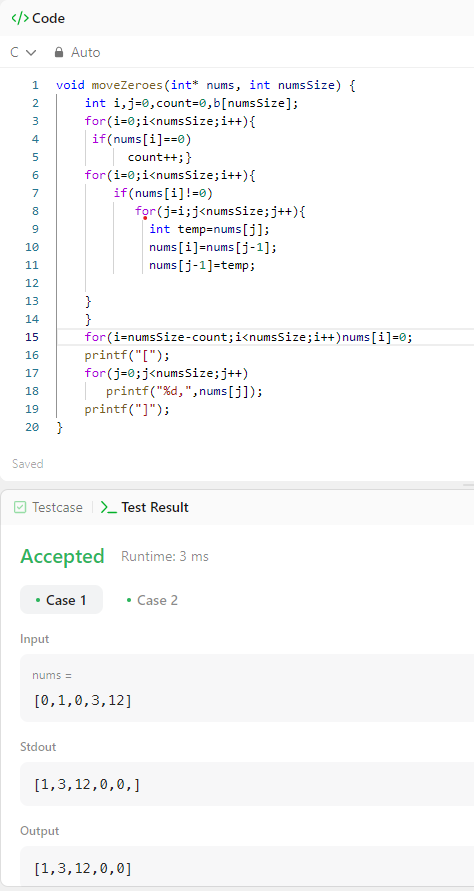 </> Code
C Auto
1 void moveZeroes(int* nums, int numsSize) {
2 int i,j=0,count=0,b[numsSize];
3 for(i=0;i<numsSize;i++){
4 if(nums[i]==0)
5 count++;}
6 for(i=0;i<numsSize;i++){
7 if(nums[i]!=0)
8 for(j=i;j<numsSize;j++){
9 int temp=nums[j];
10 nums[i]=nums[j-1];
11 nums[j-1]=temp;
12
13 }
14 }
15 for(i=numsSize-count;i<numsSize;i++)nums[i]=0;
16 printf("[");
17 for(j=0;j<numsSize;j++)
18 printf("%d,",nums[j]);
19 printf("]");
20 }
Saved
Testcase >_ Test Result
Accepted Runtime: 3 ms
• Case 1 • Case 2
Input
nums =
[0,1,0,3,12]
Stdout
[1,3,12,0,0,]
Output
[1,3,12,0,0]